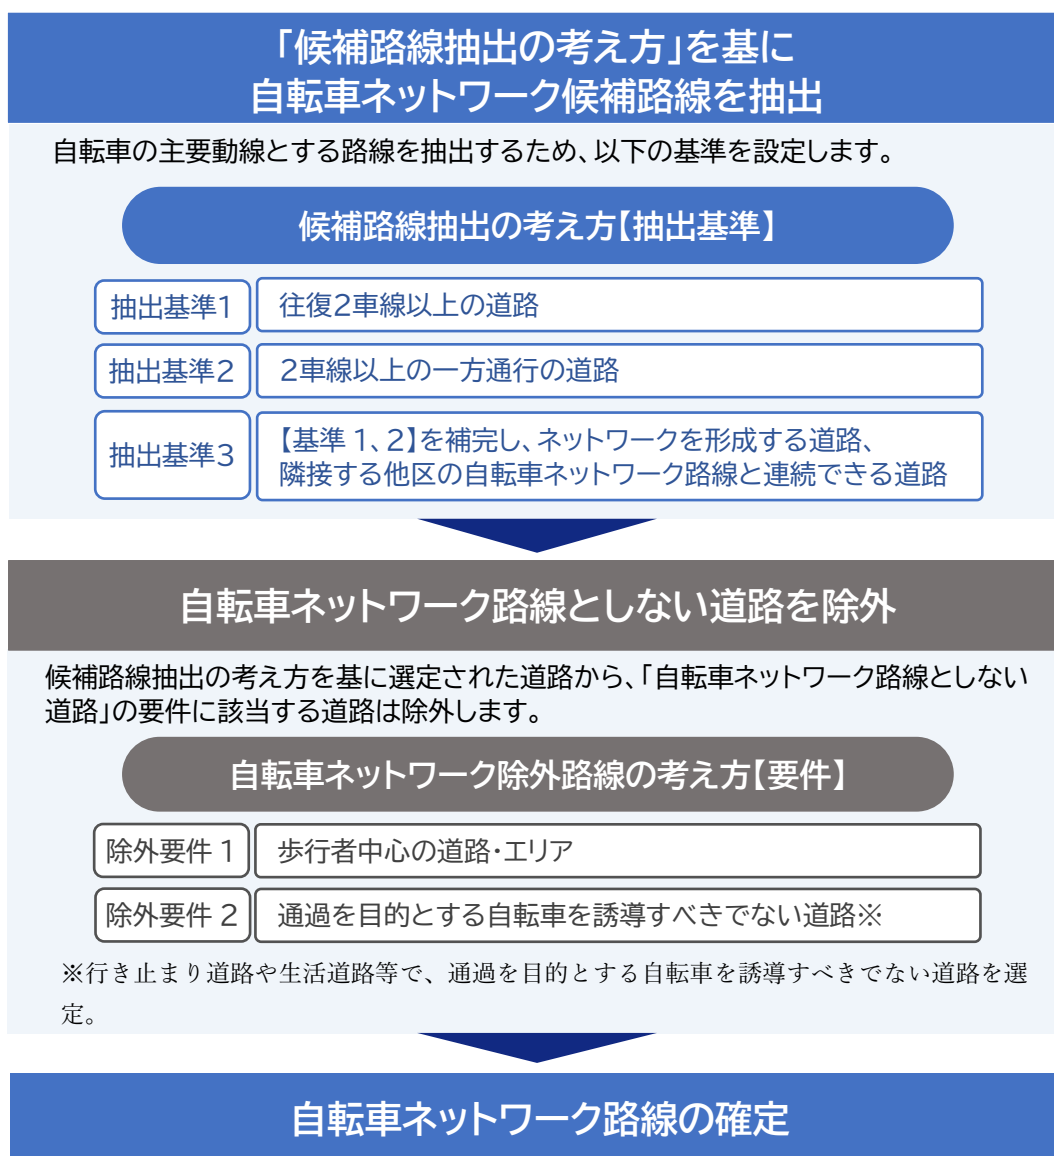 「候補路線抽出の考え方」を基に
自転車ネットワーク候補路線を抽出
自転車の主要動線とする路線を抽出するため、以下の基準を設定します。
候補路線抽出の考え方【抽出基準】
抽出基準1
往復2車線以上の道路
抽出基準2
2車線以上の一方通行の道路
抽出基準3
【基準 1、2】を補完し、ネットワークを形成する道路、
隣接する他区の自転車ネットワーク路線と連続できる道路
自転車ネットワーク路線としない道路を除外
候補路線抽出の考え方を基に選定された道路から、「自転車ネットワーク路線としない
道路」の要件に該当する道路は除外します。
自転車ネットワーク除外路線の考え方【要件】
除外要件 1
歩行者中心の道路・エリア
除外要件 2
通過を目的とする自転車を誘導すべきでない道路※
※行き止まり道路や生活道路等で、通過を目的とする自転車を誘導すべきでない道路を選
定。
自転車ネットワーク路線の確定